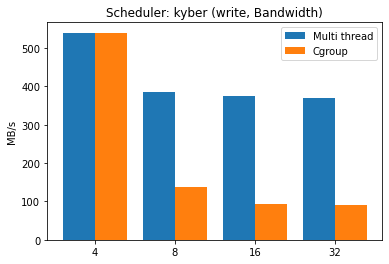 Scheduler: kyber (write, Bandwidth)
Multi thread
Cgroup
MB/s
500
400
300
200
100
0
4 8 16 32